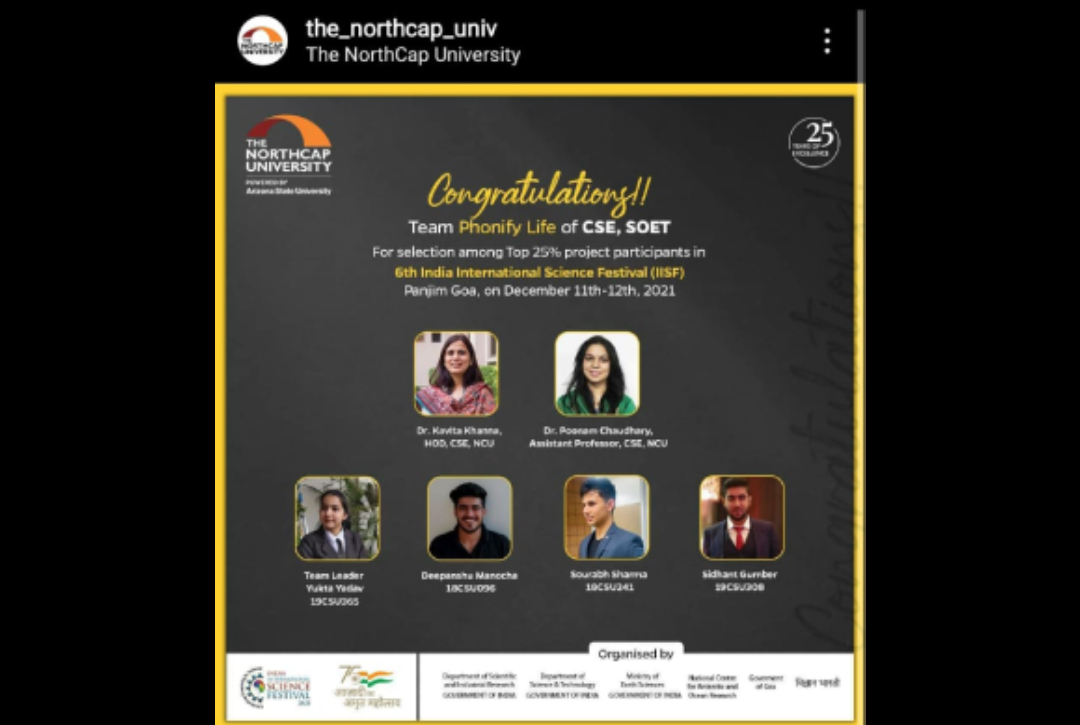 the_northcap_univ
The NorthCap University
THE
NORTHCAP
UNIVERSITY
POWERED BY
Arizona State University
25
YEARS OF
EXCELLENCE
Congratulations!!
Team Phonify Life of CSE, SOET
For selection among Top 25% project participants in
6th India International Science Festival (IISF)
Panjim Goa, on December 11th-12th, 2021
Congratulations!!
Dr. Kavita Khanna,
HOD, CSE, NCU
Dr. Poonam Chaudhary,
Assistant Professor, CSE, NCU
Team Leader
Yukta Yadav
19CSU365
Deepanshu Manocha
18CSU056
Sourabh Sharma
Sidhant Gumber
19CSU308
Organised by
INDIA
INTERNATIONAL
SCIENCE
FESTIVAL
आज़ादी का
अमृत महोत्सव
Department of Scientific
and Industrial Research
GOVERNMENT OF INDIA
Department of
Science & Technology
GOVERNMENT OF INDIA
Ministry of
Earth Sciences
GOVERNMENT OF INDIA
National Centre
for Antarctic and
Ocean Research
Government
of Goa
विज्ञान भारती